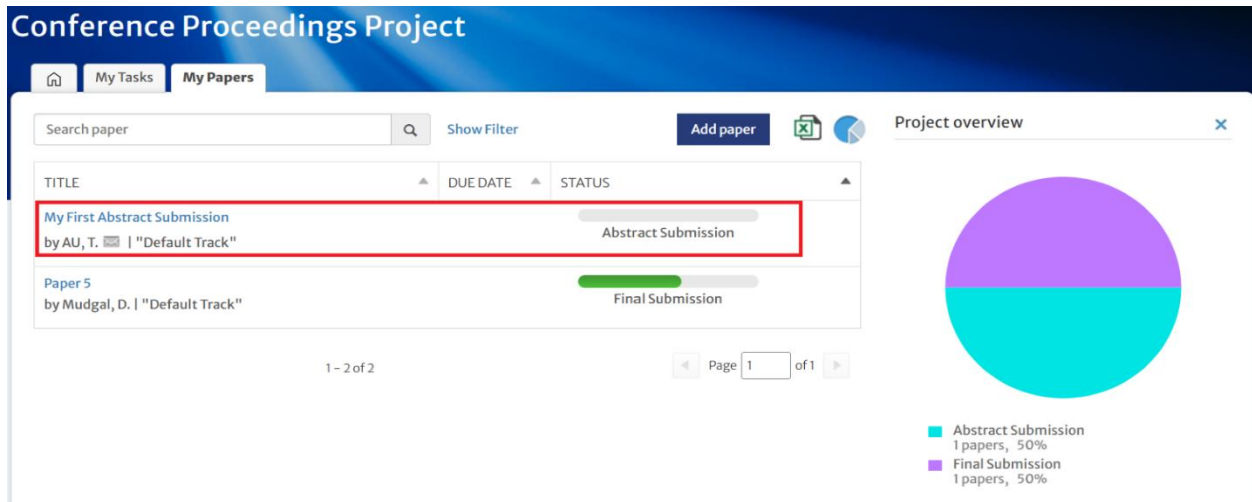 Conference Proceedings Project
My Tasks
My Papers
Search paper
Show Filter
Add paper
Project overview
TITLE
DUE DATE
STATUS
My First Abstract Submission
by AU, T. | "Default Track"
Abstract Submission
Paper 5
by Mudgal, D. | "Default Track"
Final Submission
1 - 2 of 2
Page 1 of 1
Abstract Submission
1 papers, 50%
Final Submission
1 papers, 50%